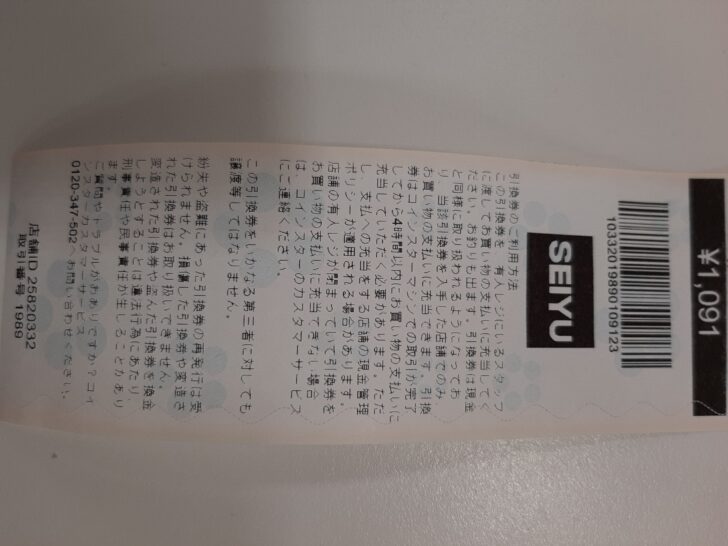 ¥1,091
10332019890109123
SEIYU
引換券のご利用方法
この引換券を、有人レジにいるスタッフ
に渡してお買い物の支払いに充当してく
ださい。お釣りも出ます。引換券は現金
と同様に取り扱われるようになってお
り、当該引換券を入手した店舗でのみ、
お買い物の支払いに充当できます。引換
券はコインスターマシンでの取引が完了
してから4時間以内にお買い物の支払いに
充当していただく必要があります。ただ
し、支払への充当をする店舗の現金管理
ポリシーが適用される場合があります。
店舗の有人レジが閉まっていて引換券を
お買い物の支払いに充当できない場合
は、コインスターのカスタマーサービス
にご連絡ください。
この引換券をいかなる第三者に対しても
譲渡等してはなりません。
紛失や盗難にあった引換券の再発行は受
けられません。損傷した引換券や変造さ
れた引換券はお取り扱いできません。
変造された引換券や盗んだ引換券を換金
しようとすることは違法行為にあたり、
刑事責任や民事責任が生じることがあり
ます。
ご質問やトラブルがおありですか？コイ
ンスターカスタマーサービス
0120-347-502へお問い合わせください。
店舗ID 25820332
取引番号 1989